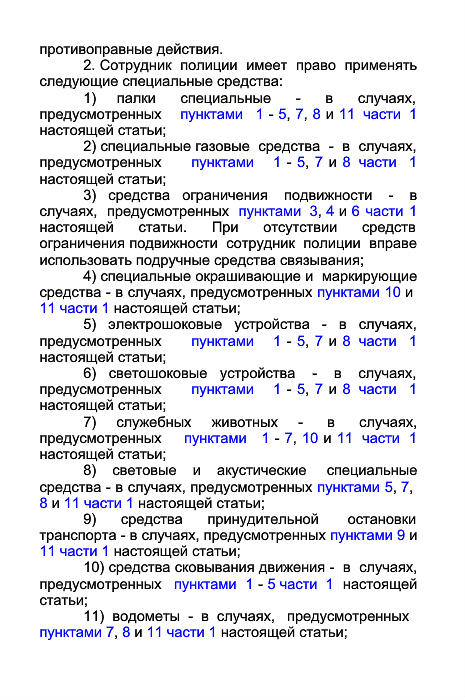 противоправные действия.
2. Сотрудник полиции имеет право применять
следующие специальные средства:
1) палки специальные - в случаях,
предусмотренных пунктами 1 - 5, 7, 8 и 11 части 1
настоящей статьи;
2) специальные газовые средства - в случаях,
предусмотренных пунктами 1 - 5, 7 и 8 части 1
настоящей статьи;
3) средства ограничения подвижности - в
случаях, предусмотренных пунктами 3, 4 и 6 части 1
настоящей статьи. При отсутствии средств
ограничения подвижности сотрудник полиции вправе
использовать подручные средства связывания;
4) специальные окрашивающие и маркирующие
средства - в случаях, предусмотренных пунктами 10 и
11 части 1 настоящей статьи;
5) электрошоковые устройства - в случаях,
предусмотренных пунктами 1 - 5, 7 и 8 части 1
настоящей статьи;
6) светошоковые устройства - в случаях,
предусмотренных пунктами 1 - 5, 7 и 8 части 1
настоящей статьи;
7) служебных животных - в случаях,
предусмотренных пунктами 1 - 7, 10 и 11 части 1
настоящей статьи;
8) световые и акустические специальные
средства - в случаях, предусмотренных пунктами 5, 7,
8 и 11 части 1 настоящей статьи;
9) средства принудительной остановки
транспорта - в случаях, предусмотренных пунктами 9 и
11 части 1 настоящей статьи;
10) средства сковывания движения - в случаях,
предусмотренных пунктами 1 - 5 части 1 настоящей
статьи;
11) водометы - в случаях, предусмотренных
пунктами 7, 8 и 11 части 1 настоящей статьи;